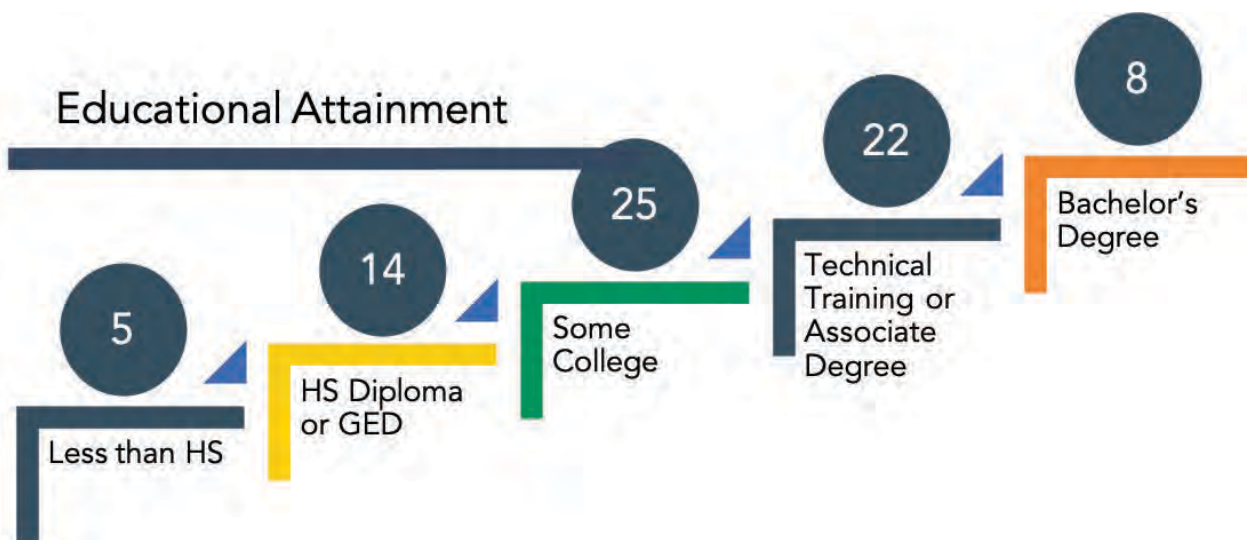 Educational Attainment
5
Less than HS
14
HS Diploma
or GED
25
Some
College
22
Technical
Training or
Associate
Degree
8
Bachelor's
Degree